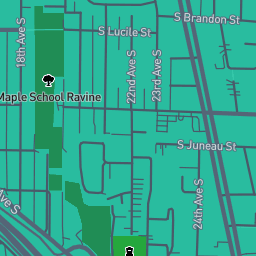 S Brandon St
18th Ave S
S Lucile St
22nd Ave S
23rd Ave S
Maple School Ravine
S Juneau St
24th Ave S
Ave S